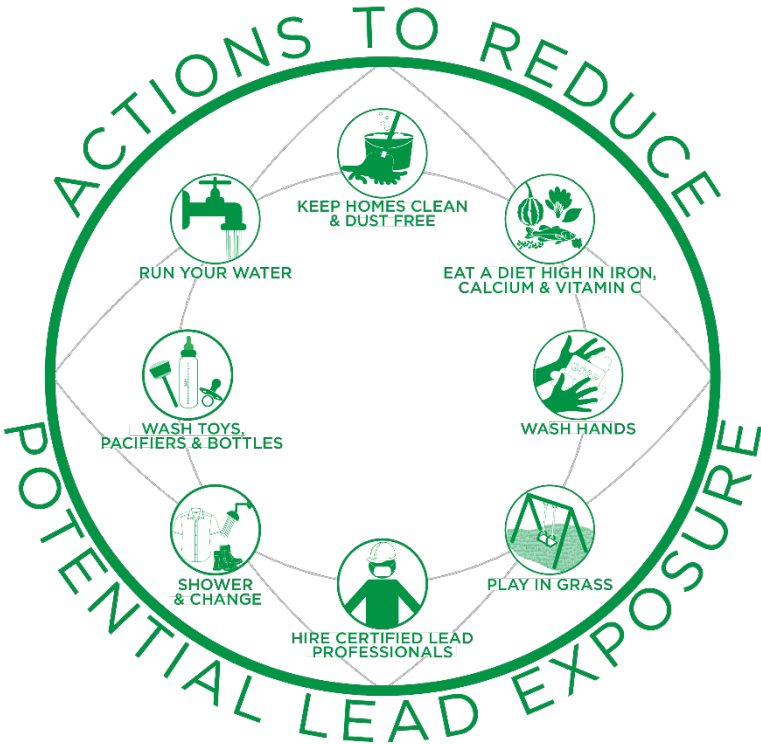 ACTIONS TO REDUCE
POTENTIAL LEAD EXPOSURE
KEEP HOMES CLEAN
& DUST FREE
EAT A DIET HIGH IN IRON,
CALCIUM & VITAMIN C
WASH HANDS
PLAY IN GRASS
HIRE CERTIFIED LEAD
PROFESSIONALS
SHOWER
& CHANGE
WASH TOYS,
PACIFIERS & BOTTLES
RUN YOUR WATER